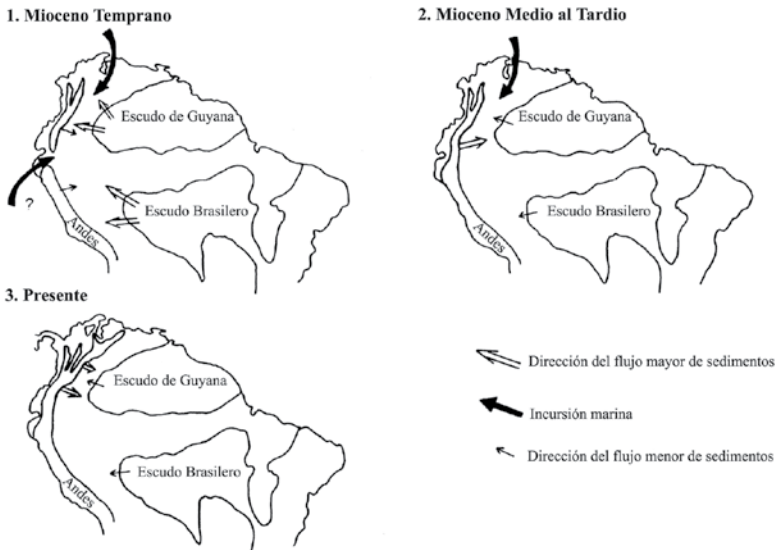 1. Mioceno Temprano
Escudo de Guyana
?
Escudo Brasilero
Andes
2. Mioceno Medio al Tardio
Escudo de Guyana
Escudo Brasilero
Andes
3. Presente
Escudo de Guyana
Escudo Brasilero
Andes
Dirección del flujo mayor de sedimentos
Incursión marina
Dirección del flujo menor de sedimentos